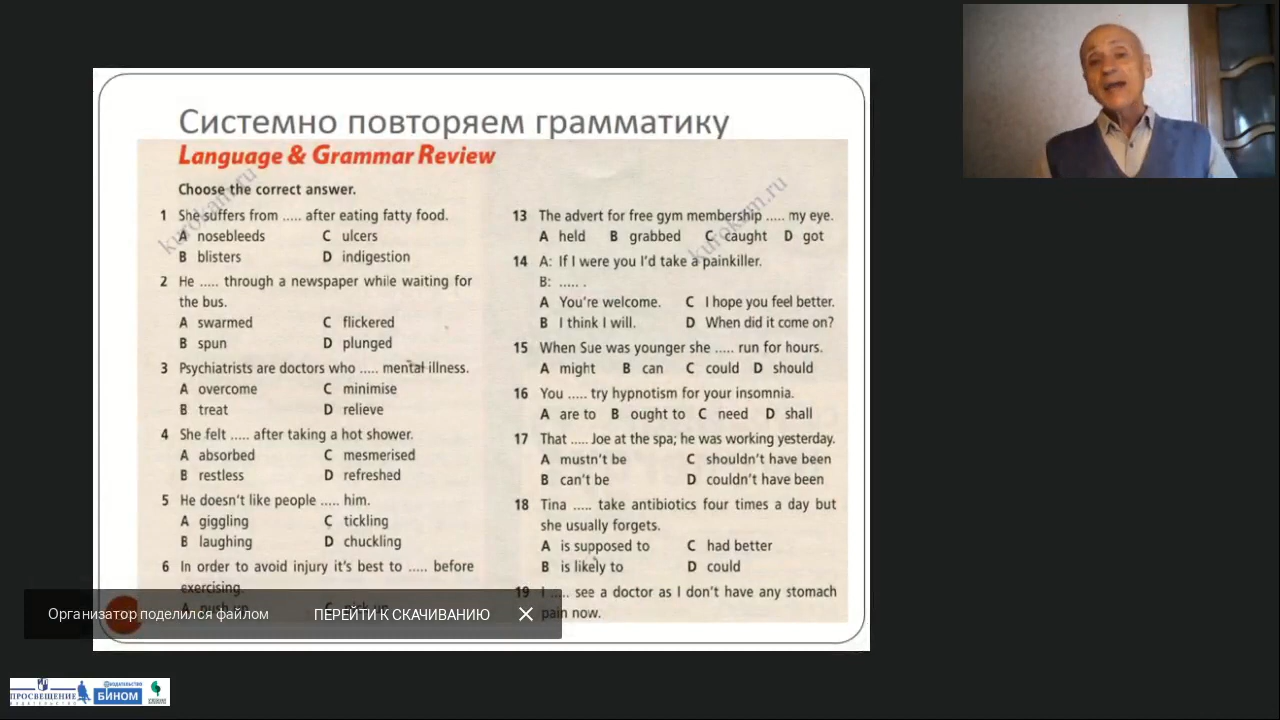 Системно повторяем грамматику
Language & Grammar Review
Choose the correct answer.
1 She suffers from ..... after eating fatty food.
A nosebleeds C ulcers
B blisters D indigestion
2 He ..... through a newspaper while waiting for
the bus.
A swarmed C flickered
B spun D plunged
3 Psychiatrists are doctors who ..... mental illness.
A overcome C minimise
B treat D relieve
4 She felt ..... after taking a hot shower.
A absorbed C mesmerised
B restless D refreshed
5 He doesn't like people ..... him.
A giggling C tickling
B laughing D chuckling
6 In order to avoid injury it's best to ..... before
exercising.
A push up C pick up
13 The advert for free gym membership ..... my eye.
A held B grabbed C caught D got
14 A: If I were you I'd take a painkiller.
B: ..... .
A You're welcome. C I hope you feel better.
B I think I will. D When did it come on?
15 When Sue was younger she ..... run for hours.
A might B can C could D should
16 You ..... try hypnotism for your insomnia.
A are to B ought to C need D shall
17 That ..... Joe at the spa; he was working yesterday.
A mustn't be C shouldn't have been
B can't be D couldn't have been
18 Tina ..... take antibiotics four times a day but
she usually forgets.
A is supposed to C had better
B is likely to D could
19 I ..... see a doctor as I don't have any stomach
pain now.
kurokam.ru
kurokam.ru
Организатор поделился файлом ПЕРЕЙТИ К СКАЧИВАНИЮ
ПРОСВЕЩЕНИЕ
ИЗДАТЕЛЬСТВО
БИНОМ